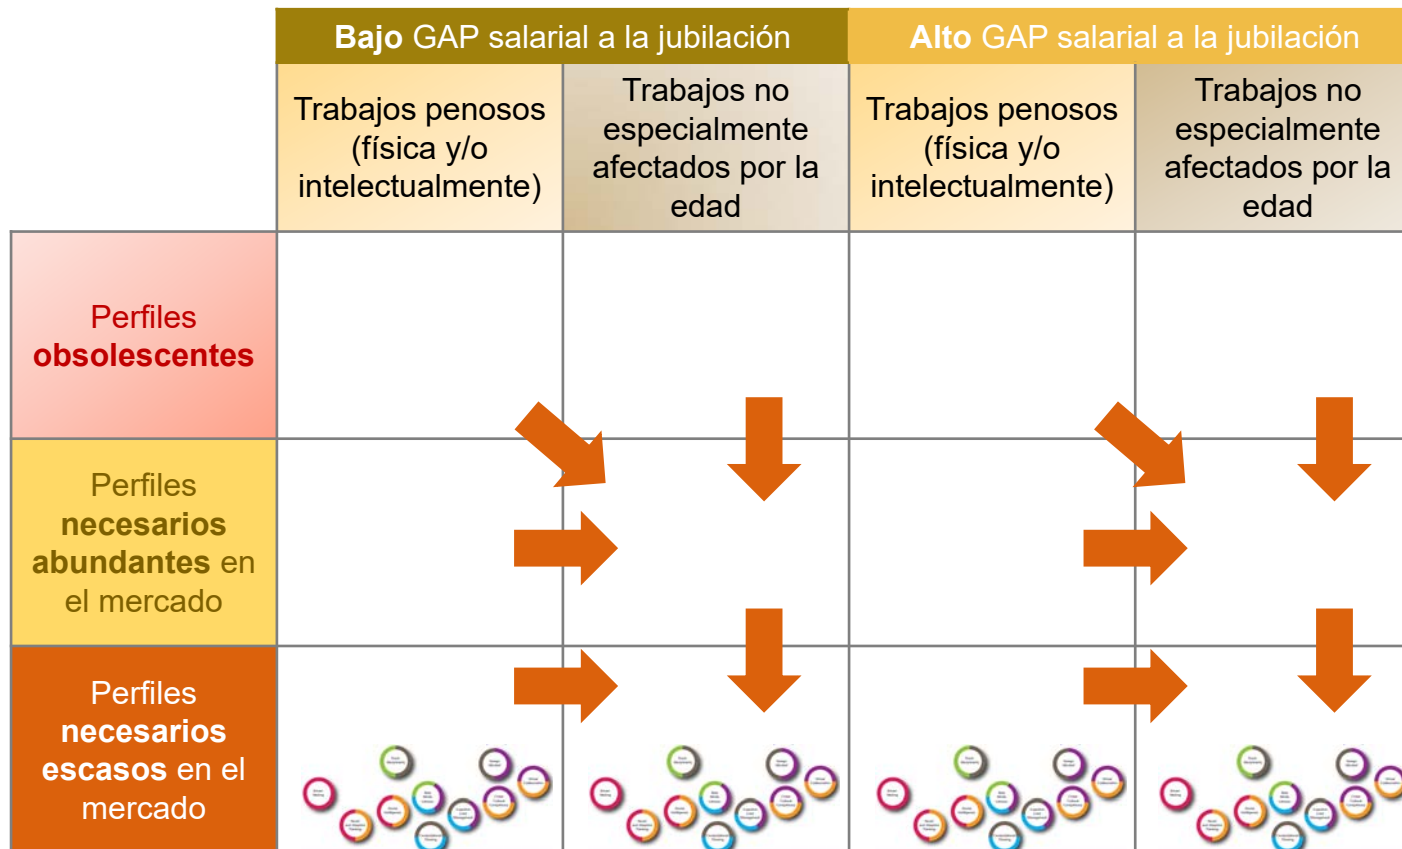 Bajo GAP salarial a la jubilación
Alto GAP salarial a la jubilación
Trabajos penosos
(física y/o
intelectualmente)
Trabajos no
especialmente
afectados por la
edad
Trabajos penosos
(física y/o
intelectualmente)
Trabajos no
especialmente
afectados por la
edad
Perfiles
obsolescentes
Perfiles
necesarios
abundantes en
el mercado
Perfiles
necesarios
escasos en el
mercado